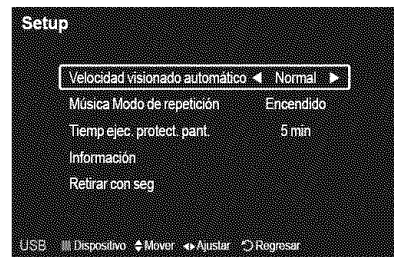 Setup
Velocidad visionado automático ◀ Normal ▶
Música Modo de repetición Encendido
Tiemp ejec. protect. pant. 5 min
Información
Retirar con seg
USB Dispositivo Mover Ajustar Regresar